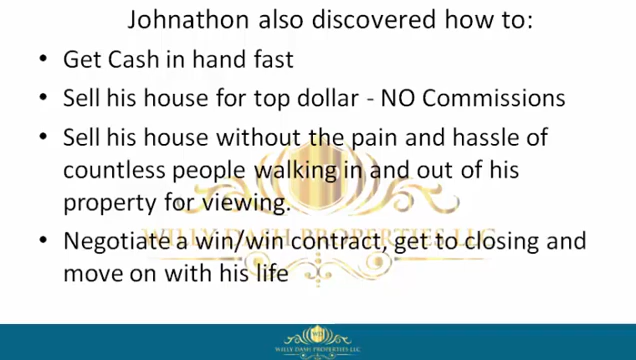 Johnathon also discovered how to:
• Get Cash in hand fast
• Sell his house for top dollar - NO Commissions
• Sell his house without the pain and hassle of
countless people walking in and out of his
property for viewing.
• Negotiate a win/win contract, get to closing and
move on with his life
WILLY DASH PROPERTIES LLC
WILLY DASH PROPERTIES LLC